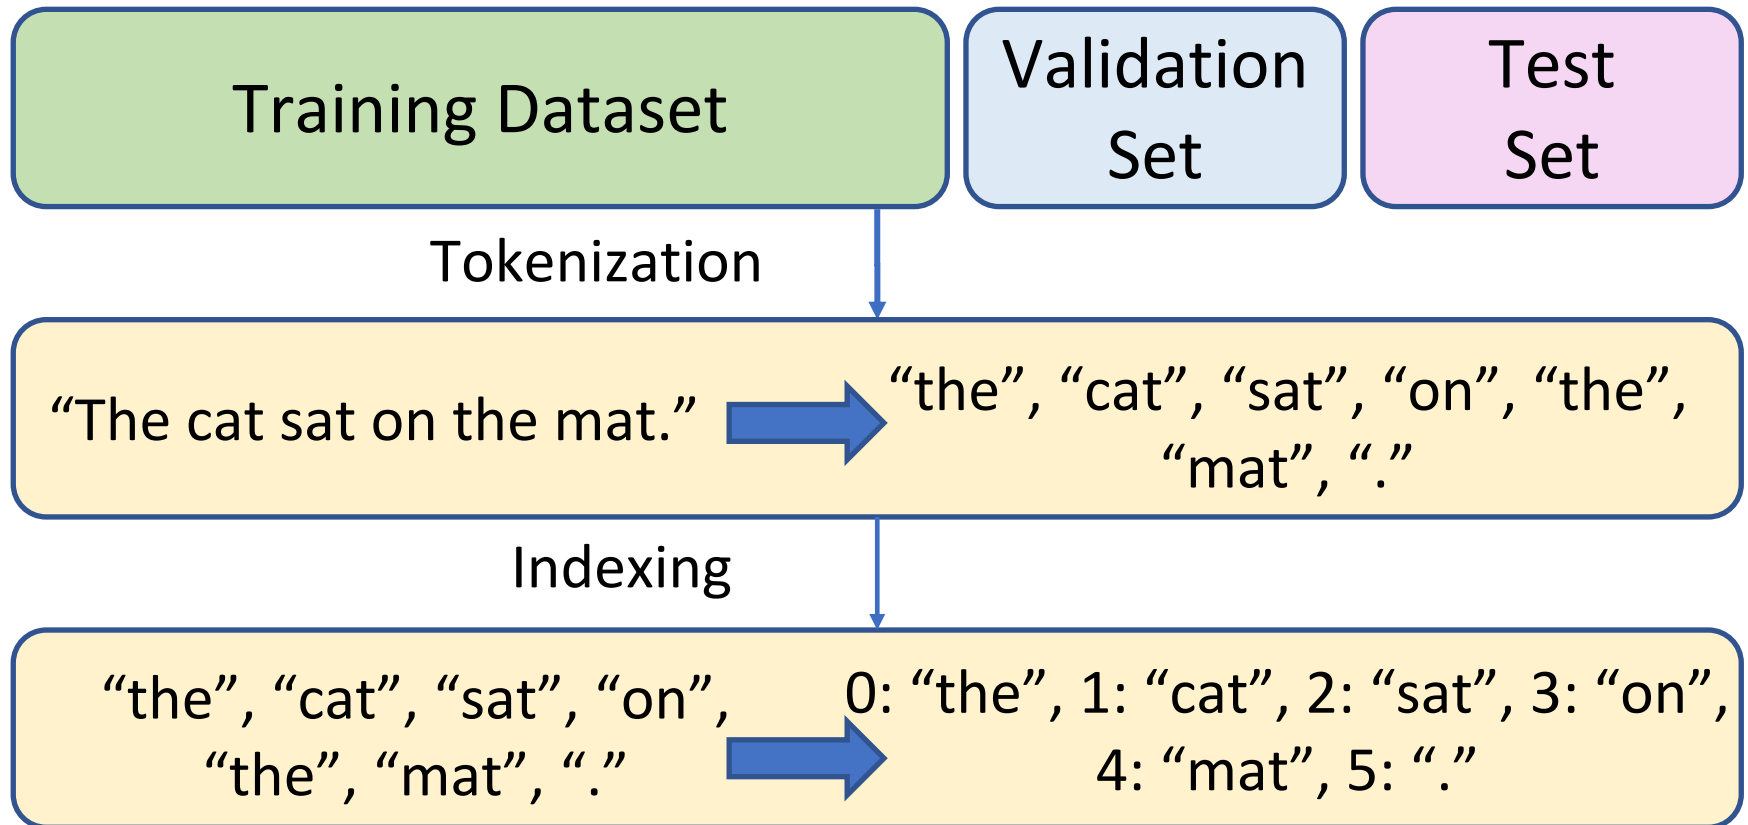 Training Dataset
Validation
Set
Test
Set
Tokenization
“The cat sat on the mat.”
“the”, “cat”, “sat”, “on”, “the”,
“mat”, “.”
Indexing
“the”, “cat”, “sat”, “on”,
“the”, “mat”, “.”
0: “the”, 1: “cat”, 2: “sat”, 3: “on”,
4: “mat”, 5: “.”